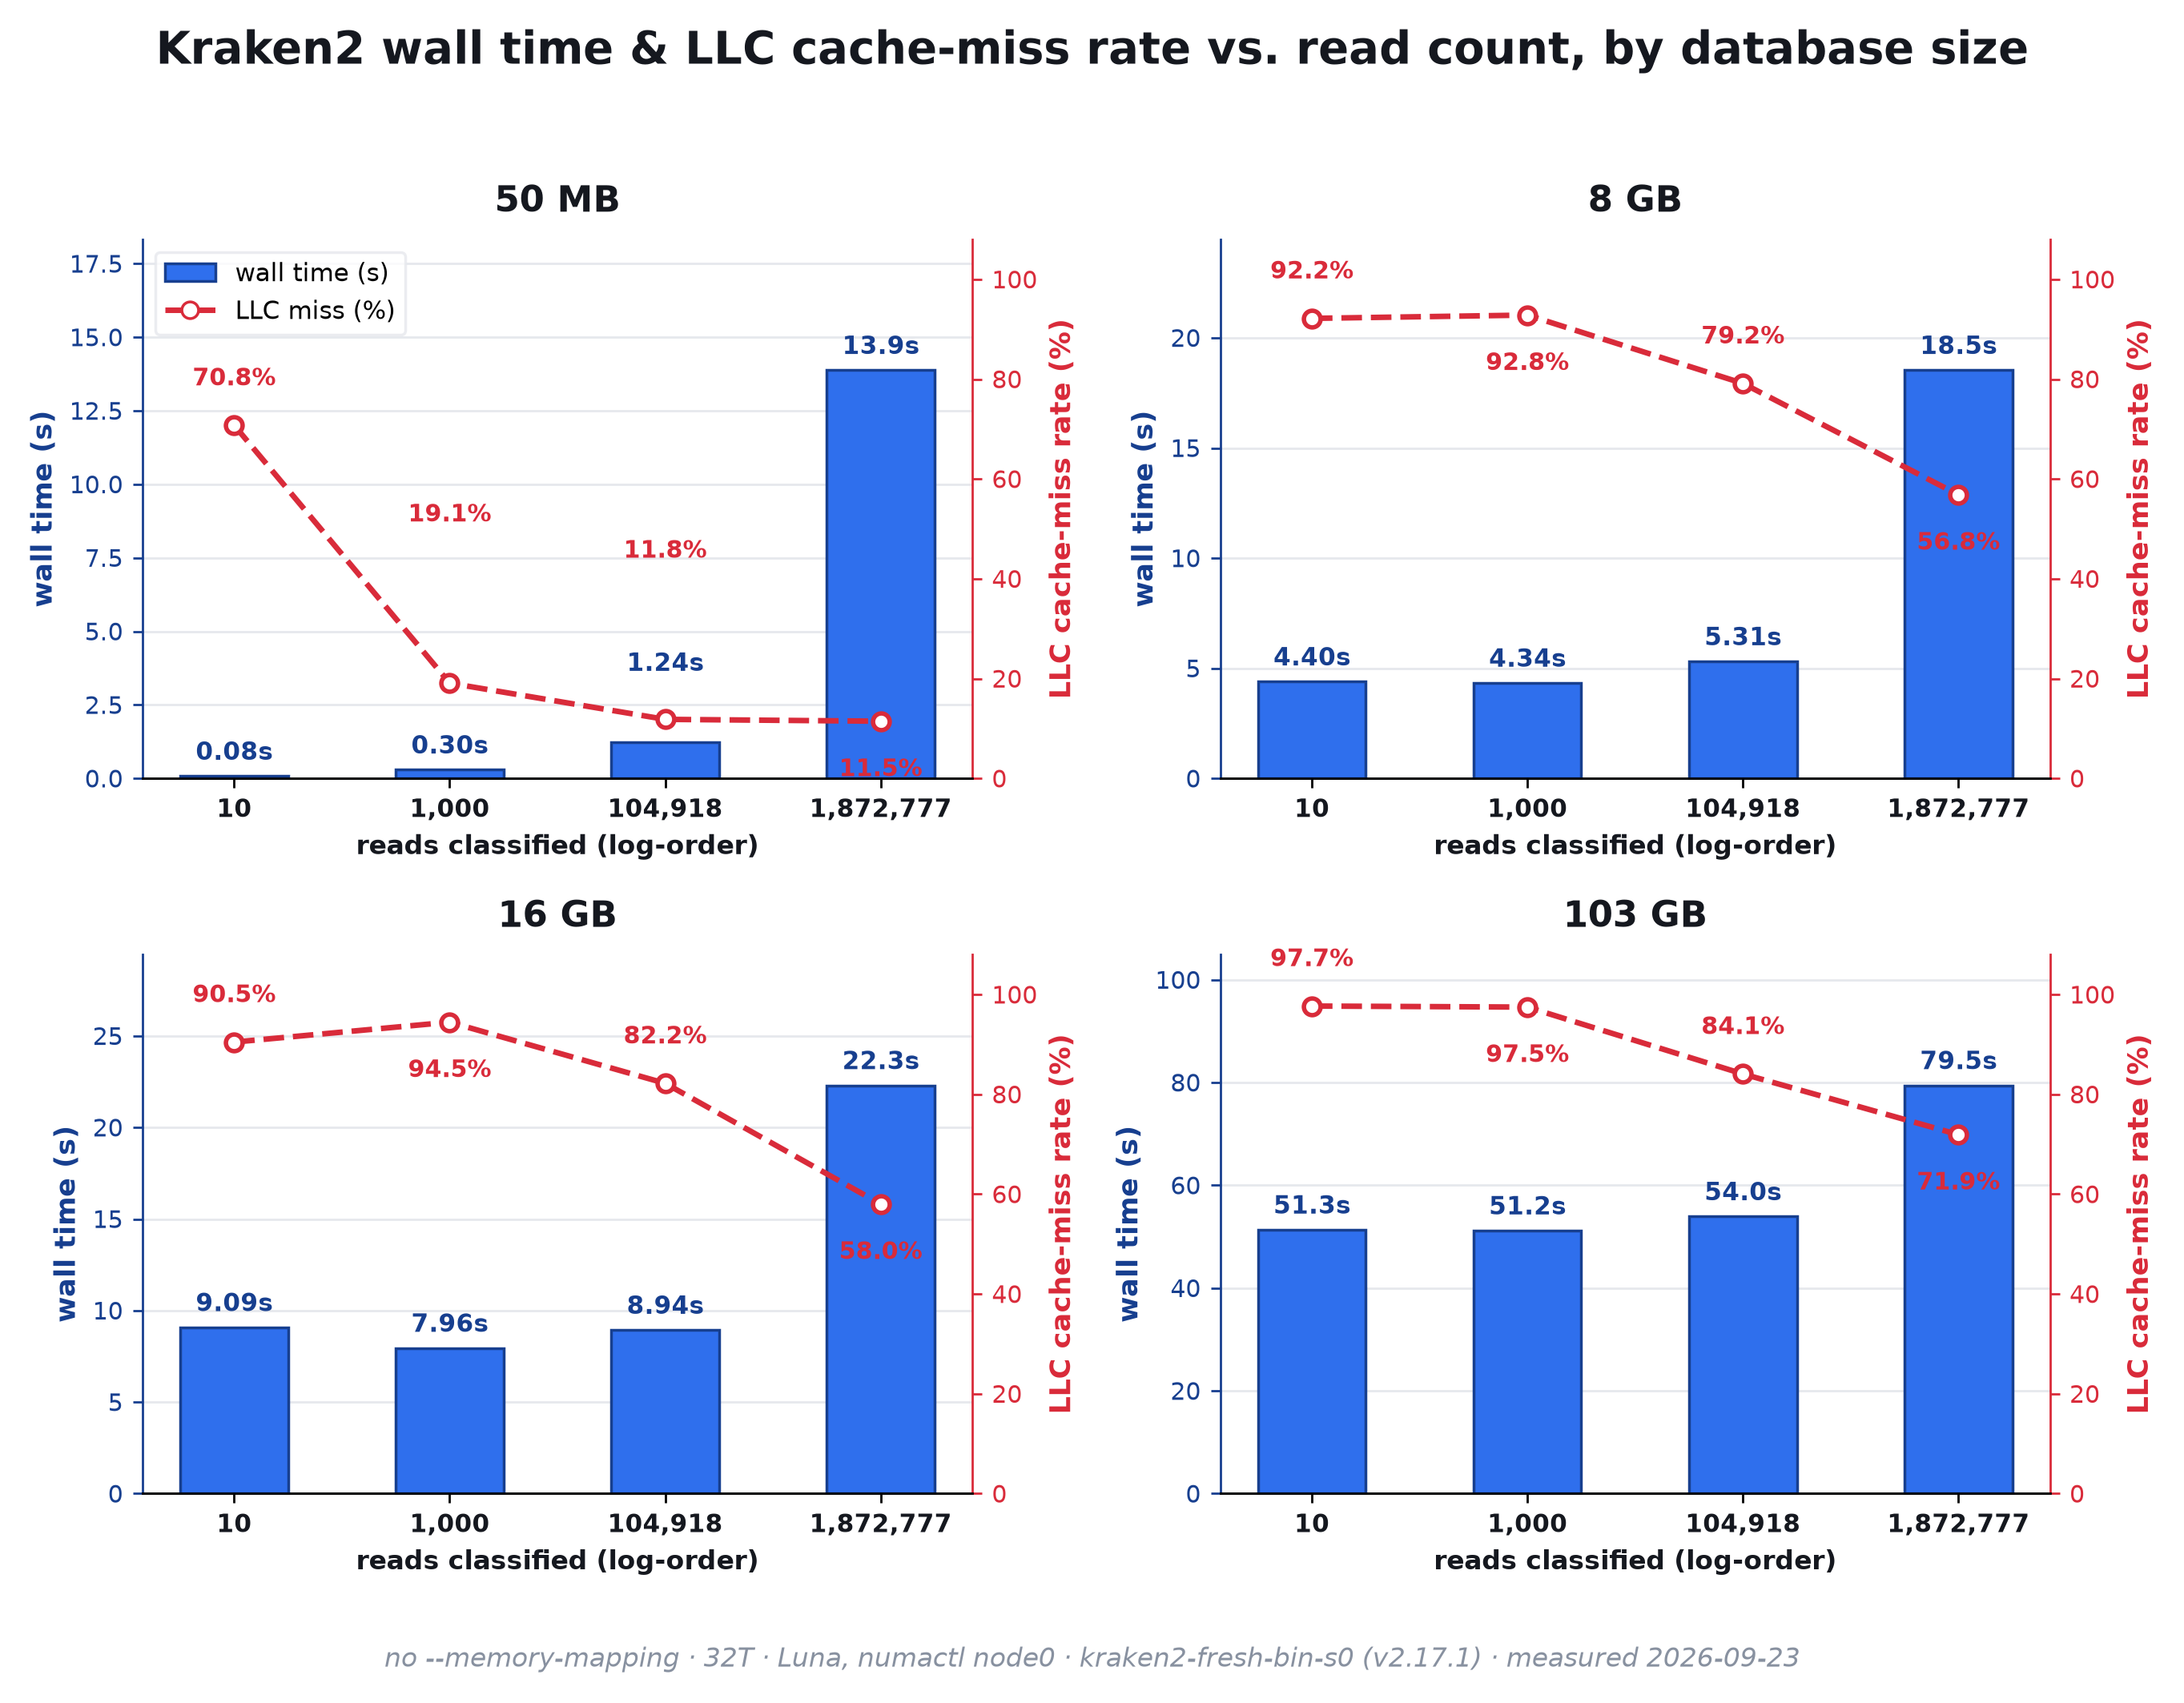 Kraken2 wall time & LLC cache-miss rate vs. read count, by database size
50 MB
wall time (s)
LLC miss (%)
17.5
15.0
12.5
10.0
7.5
5.0
2.5
0.0
wall time (s)
70.8%
19.1%
11.8%
11.5%
0.08s
0.30s
1.24s
13.9s
100
80
60
40
20
0
LLC cache-miss rate (%)
10
1,000
104,918
1,872,777
reads classified (log-order)
8 GB
20
15
10
5
0
wall time (s)
92.2%
92.8%
79.2%
56.8%
4.40s
4.34s
5.31s
18.5s
100
80
60
40
20
0
LLC cache-miss rate (%)
10
1,000
104,918
1,872,777
reads classified (log-order)
16 GB
25
20
15
10
5
0
wall time (s)
90.5%
94.5%
82.2%
58.0%
9.09s
7.96s
8.94s
22.3s
100
80
60
40
20
0
LLC cache-miss rate (%)
10
1,000
104,918
1,872,777
reads classified (log-order)
103 GB
100
80
60
40
20
0
wall time (s)
97.7%
97.5%
84.1%
71.9%
51.3s
51.2s
54.0s
79.5s
100
80
60
40
20
0
LLC cache-miss rate (%)
10
1,000
104,918
1,872,777
reads classified (log-order)
no --memory-mapping · 32T · Luna, numactl node0 · kraken2-fresh-bin-s0 (v2.17.1) · measured 2026-09-23